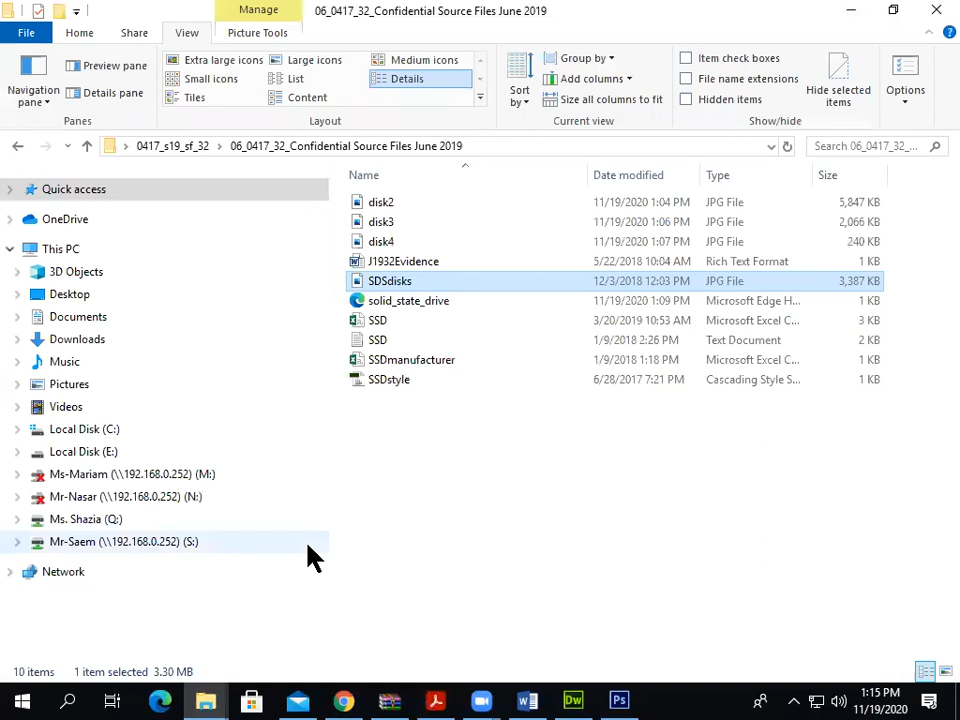 Manage
06_0417_32_Confidential Source Files June 2019
File
Home
Share
View
Picture Tools
Navigation pane
Preview pane
Details pane
Panes
Extra large icons
Large icons
Medium icons
Small icons
List
Details
Tiles
Content
Layout
Sort by
Group by
Add columns
Size all columns to fit
Current view
Item check boxes
File name extensions
Hidden items
Hide selected items
Show/hide
Options
0417_s19_sf_32
06_0417_32_Confidential Source Files June 2019
Search 06_0417_32_...
Quick access
OneDrive
This PC
3D Objects
Desktop
Documents
Downloads
Music
Pictures
Videos
Local Disk (C:)
Local Disk (E:)
Ms-Mariam (\\192.168.0.252) (M:)
Mr-Nasar (\\192.168.0.252) (N:)
Ms. Shazia (Q:)
Mr-Saem (\\192.168.0.252) (S:)
Network
Name Date modified Type Size
disk2 11/19/2020 1:04 PM JPG File 5,847 KB
disk3 11/19/2020 1:06 PM JPG File 2,066 KB
disk4 11/19/2020 1:07 PM JPG File 240 KB
J1932Evidence 5/22/2018 10:04 AM Rich Text Format 1 KB
SDSdisks 12/3/2018 12:03 PM JPG File 3,387 KB
solid_state_drive 11/19/2020 1:09 PM Microsoft Edge H... 1 KB
SSD 3/20/2019 10:53 AM Microsoft Excel C... 3 KB
SSD 1/9/2018 2:26 PM Text Document 2 KB
SSDmanufacturer 1/9/2018 1:18 PM Microsoft Excel C... 1 KB
SSDstyle 6/28/2017 7:21 PM Cascading Style S... 1 KB
10 items 1 item selected 3.30 MB
Dw
Ps
1:15 PM
11/19/2020